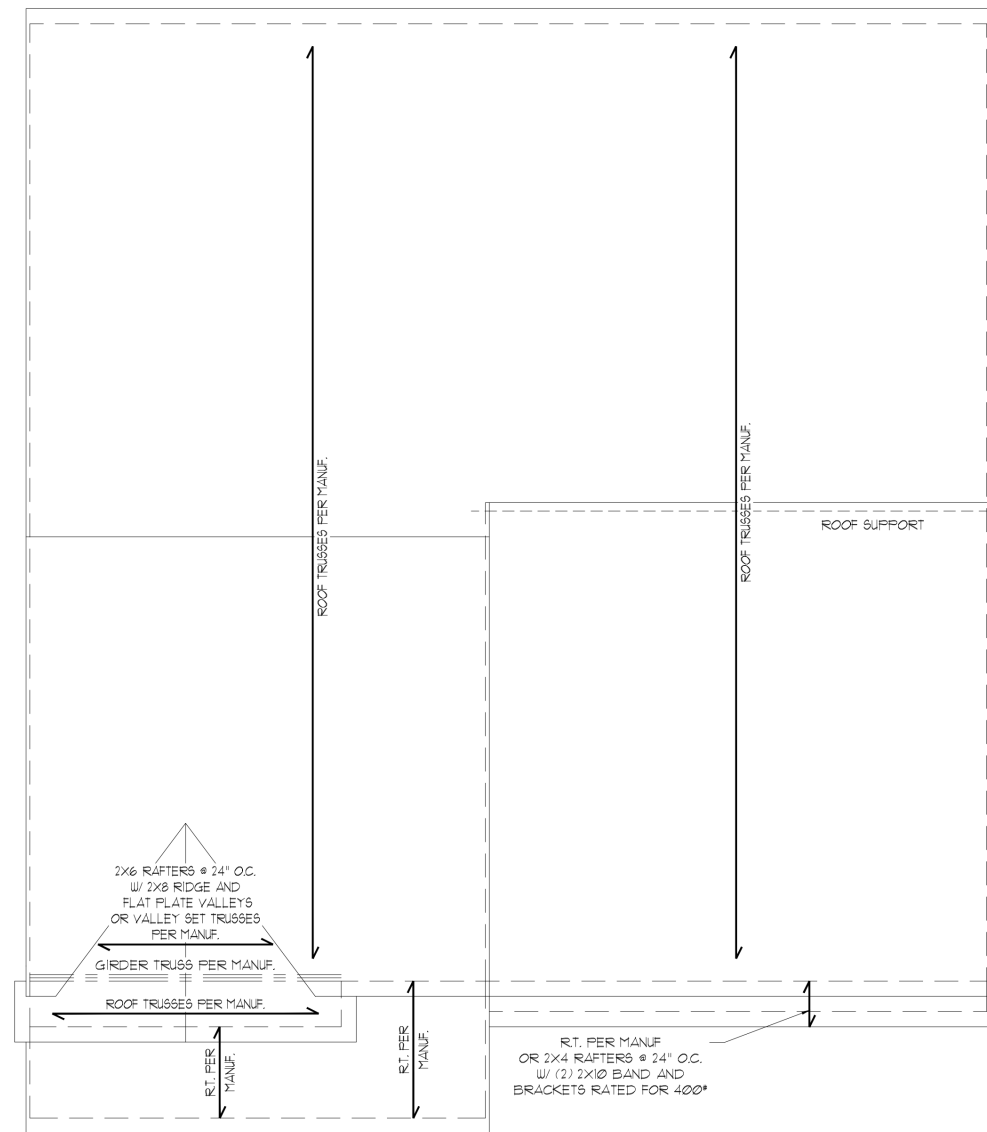 ROOF TRUSSES PER MANUF.
ROOF TRUSSES PER MANUF.
ROOF SUPPORT
2X6 RAFTERS @ 24" O.C.
W/ 2X8 RIDGE AND
FLAT PLATE VALLEYS
OR VALLEY SET TRUSSES
PER MANUF.
GIRDER TRUSS PER MANUF.
ROOF TRUSSES PER MANUF.
R.T. PER
MANUF.
R.T. PER
MANUF.
R.T. PER MANUF
OR 2X4 RAFTERS @ 24" O.C.
W/ (2) 2X10 BAND AND
BRACKETS RATED FOR 400#